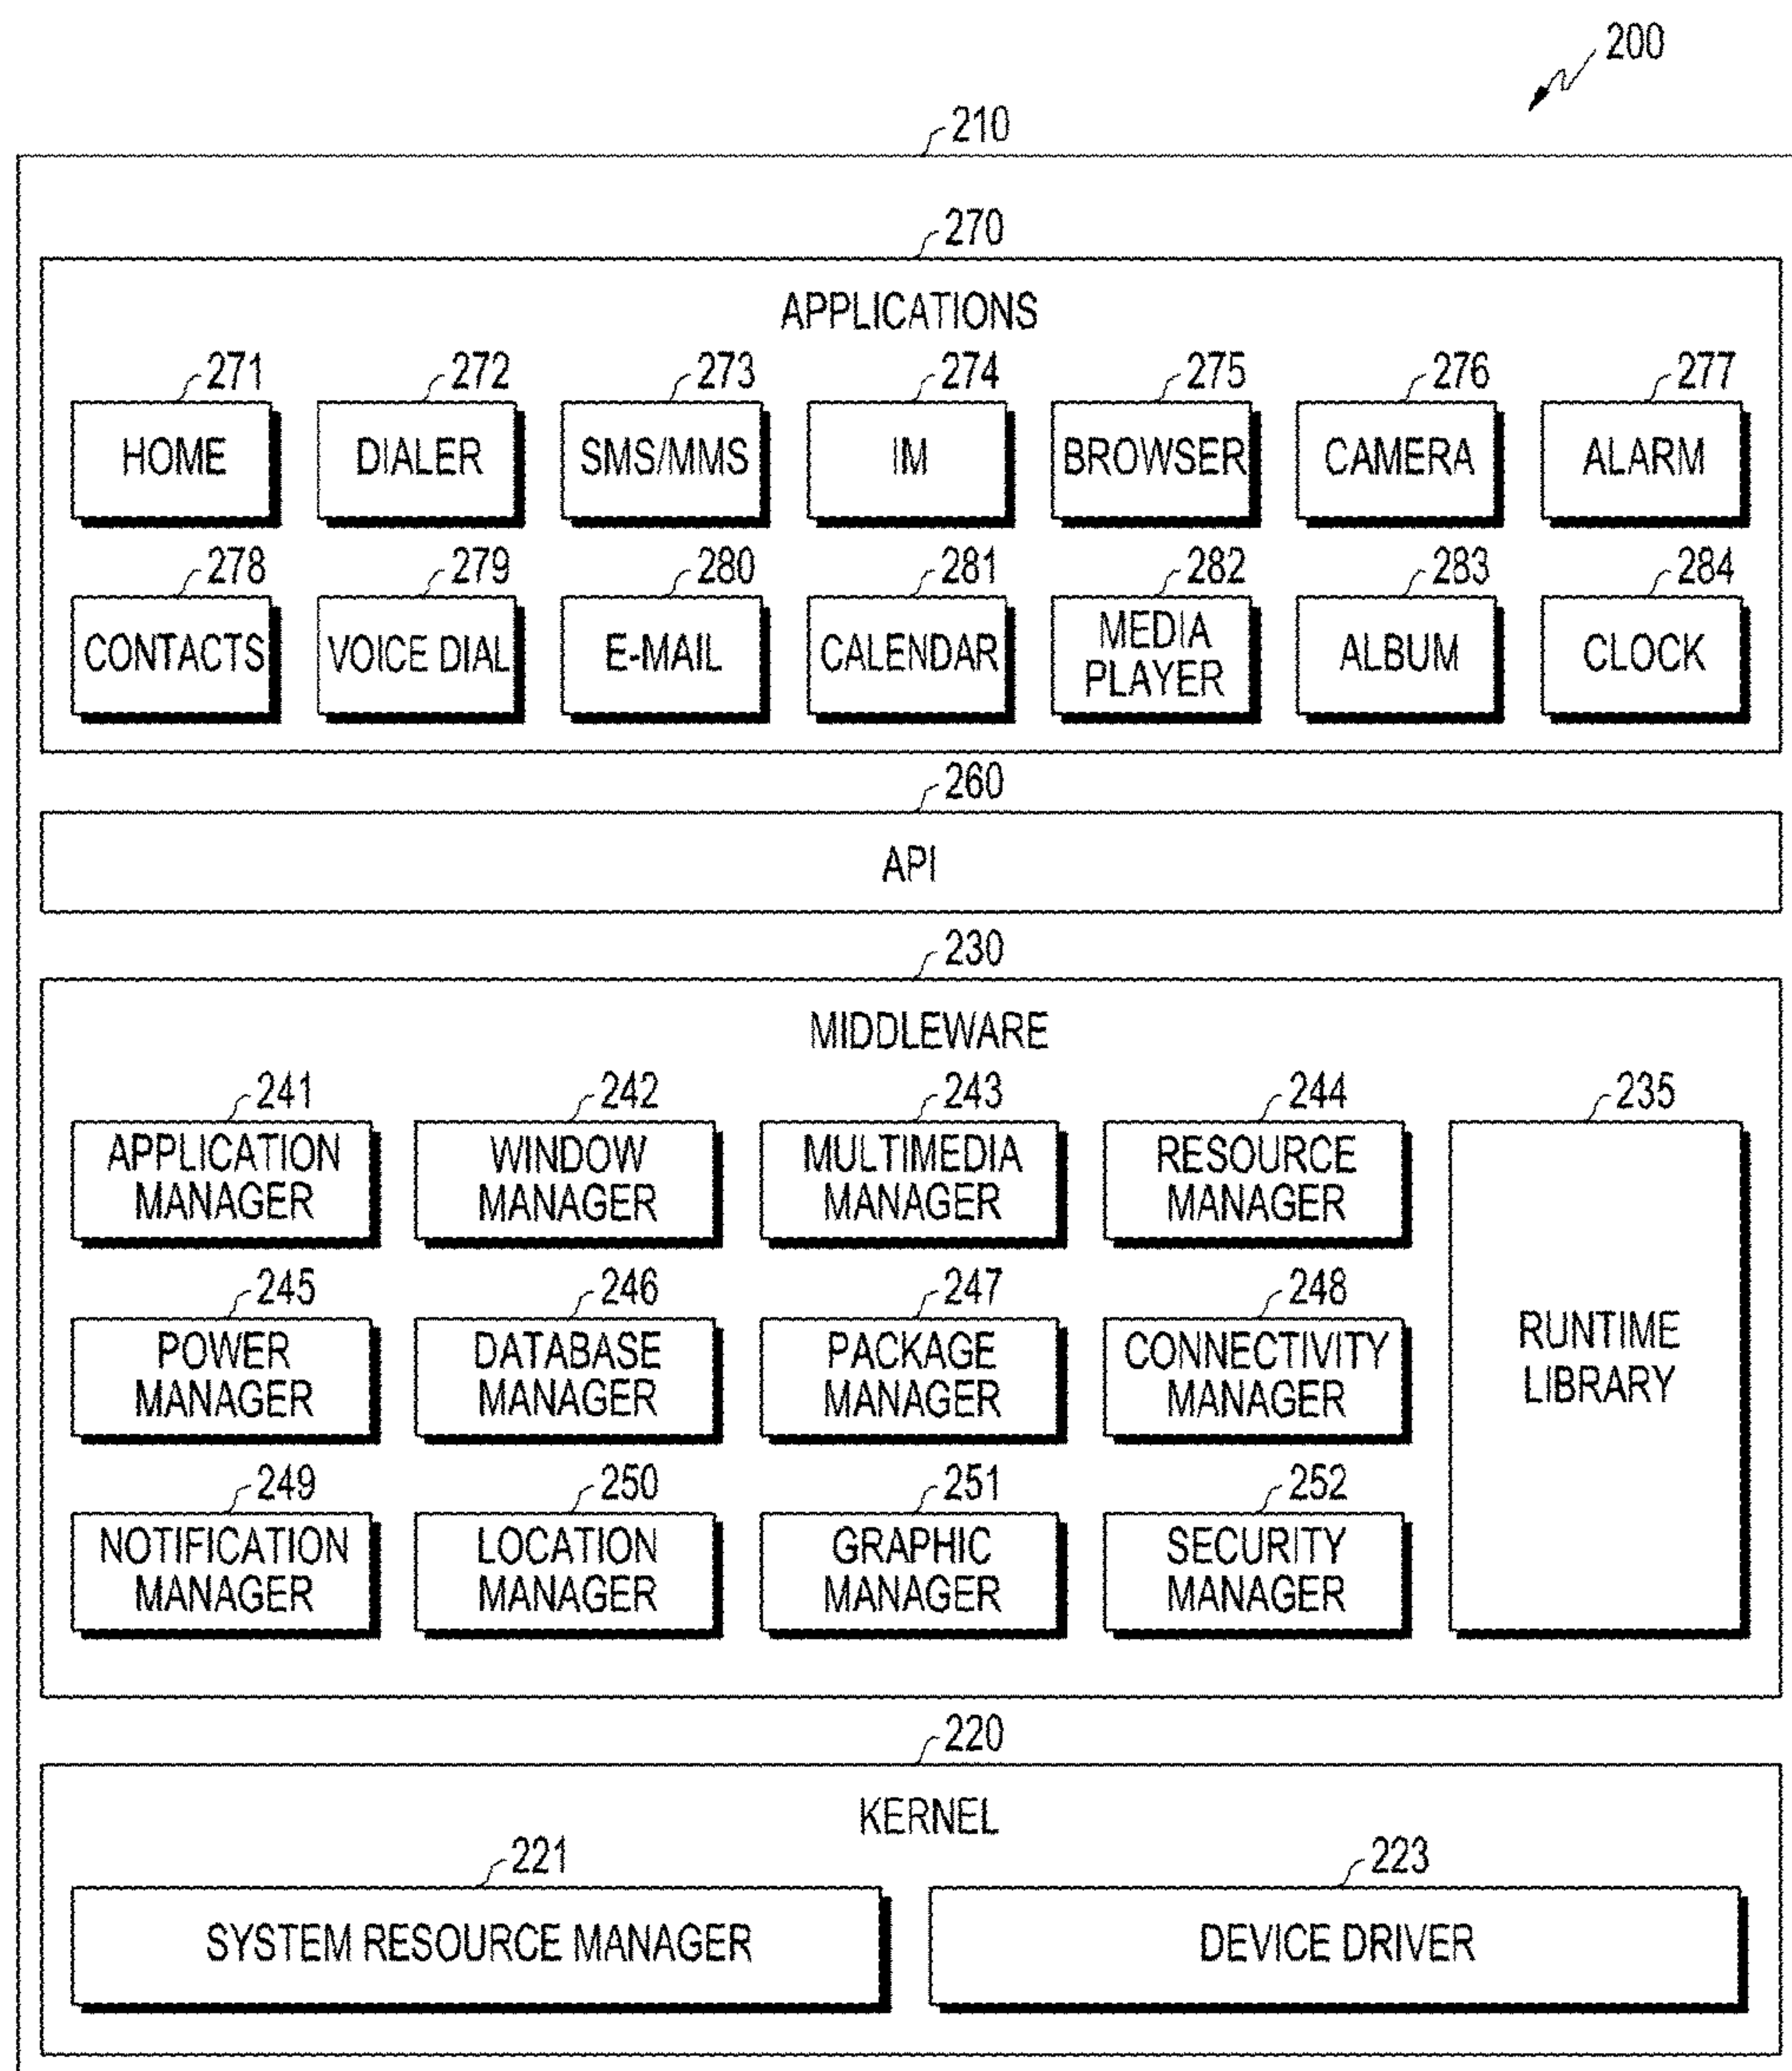 200
210
270
APPLICATIONS
271 272 273 274 275 276 277
HOME DIALER SMS/MMS IM BROWSER CAMERA ALARM
278 279 280 281 282 283 284
CONTACTS VOICE DIAL E-MAIL CALENDAR MEDIA PLAYER ALBUM CLOCK
260
API
230
MIDDLEWARE
241 242 243 244 235
APPLICATION MANAGER WINDOW MANAGER MULTIMEDIA MANAGER RESOURCE MANAGER
245 246 247 248
POWER MANAGER DATABASE MANAGER PACKAGE MANAGER CONNECTIVITY MANAGER RUNTIME LIBRARY
249 250 251 252
NOTIFICATION MANAGER LOCATION MANAGER GRAPHIC MANAGER SECURITY MANAGER
220
KERNEL
221 223
SYSTEM RESOURCE MANAGER DEVICE DRIVER